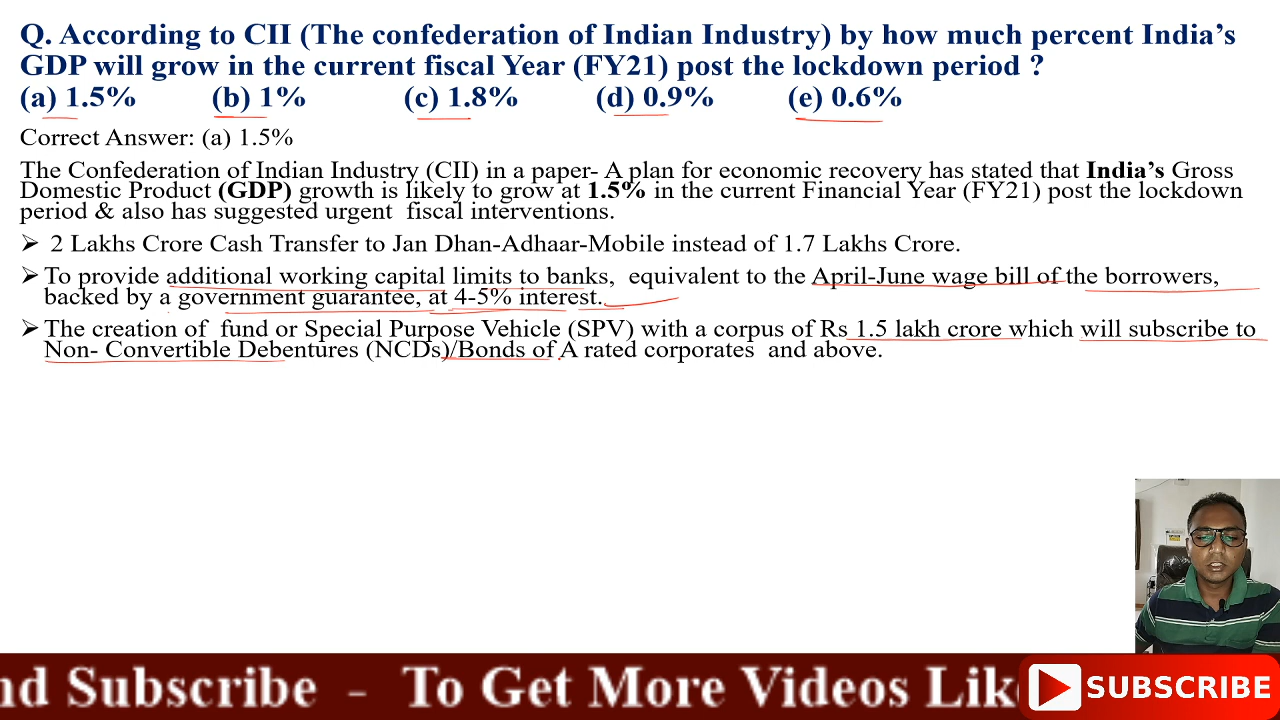 Q. According to CII (The confederation of Indian Industry) by how much percent India's
GDP will grow in the current fiscal Year (FY21) post the lockdown period ?
(a) 1.5% (b) 1% (c) 1.8% (d) 0.9% (e) 0.6%
Correct Answer: (a) 1.5%
The Confederation of Indian Industry (CII) in a paper- A plan for economic recovery has stated that India's Gross
Domestic Product (GDP) growth is likely to grow at 1.5% in the current Financial Year (FY21) post the lockdown
period & also has suggested urgent fiscal interventions.
➢ 2 Lakhs Crore Cash Transfer to Jan Dhan-Adhaar-Mobile instead of 1.7 Lakhs Crore.
➢ To provide additional working capital limits to banks, equivalent to the April-June wage bill of the borrowers,
backed by a government guarantee, at 4-5% interest.
➢ The creation of fund or Special Purpose Vehicle (SPV) with a corpus of Rs 1.5 lakh crore which will subscribe to
Non- Convertible Debentures (NCDs)/Bonds of A rated corporates and above.
nd Subscribe - To Get More Videos Lik
SUBSCRIBE